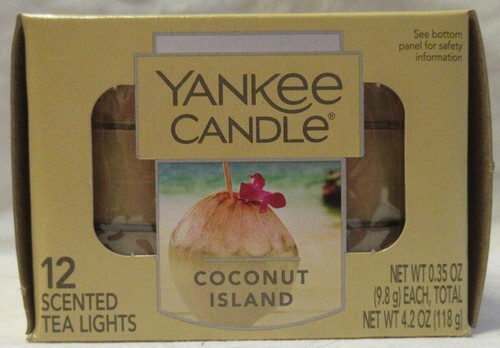 See bottom
panel for safety
information
YANKEE
CANDLE®
COCONUT
ISLAND
12
SCENTED
TEA LIGHTS
NET WT 0.35 OZ
(9.8 g) EACH, TOTAL
NET WT 4.2 OZ (118 g)